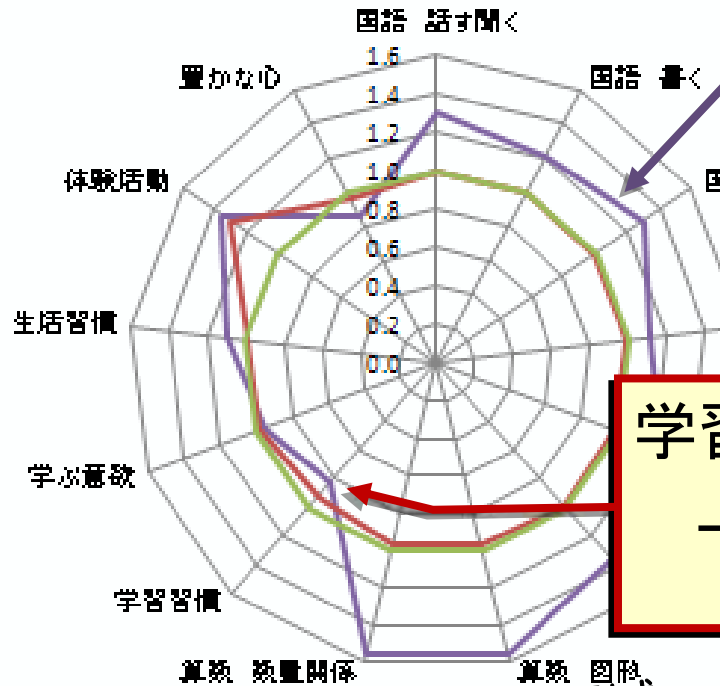 国語 話す聞く
国語 書く
国
豊かな心
体験活動
生活習慣
学ぶ意欲
学習習慣
算数 数量関係
算数 図形
1.6
1.4
1.2
1.0
0.8
0.6
0.4
0.2
0.0
学習